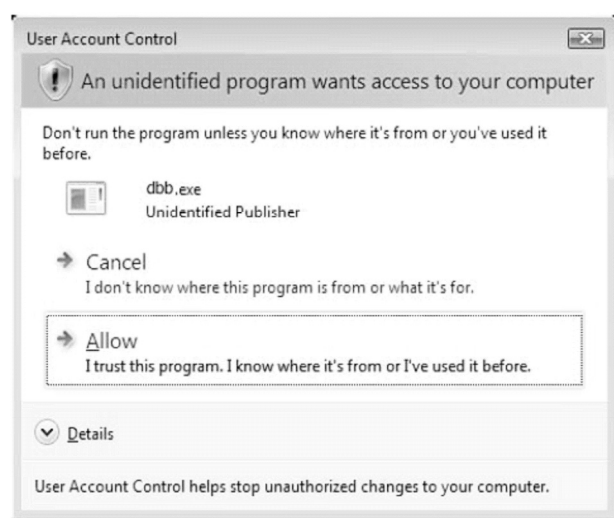 User Account Control
An unidentified program wants access to your computer
Don't run the program unless you know where it's from or you've used it
before.
dbb.exe
Unidentified Publisher
Cancel
I don't know where this program is from or what it's for.
Allow
I trust this program. I know where it's from or I've used it before.
Details
User Account Control helps stop unauthorized changes to your computer.